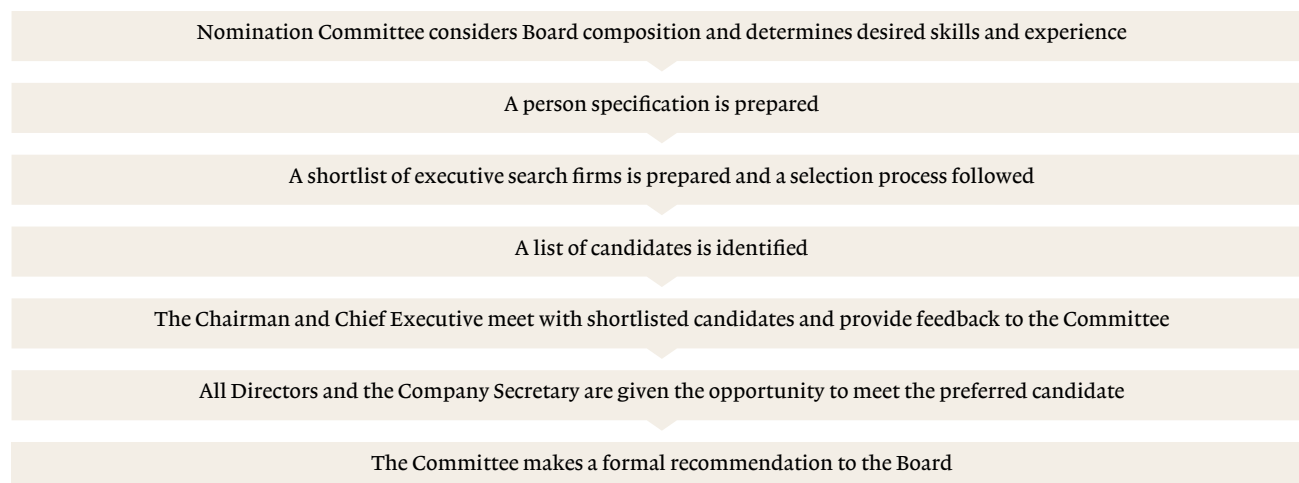 Nomination Committee considers Board composition and determines desired skills and experience
A person specification is prepared
A shortlist of executive search firms is prepared and a selection process followed
A list of candidates is identified
The Chairman and Chief Executive meet with shortlisted candidates and provide feedback to the Committee
All Directors and the Company Secretary are given the opportunity to meet the preferred candidate
The Committee makes a formal recommendation to the Board